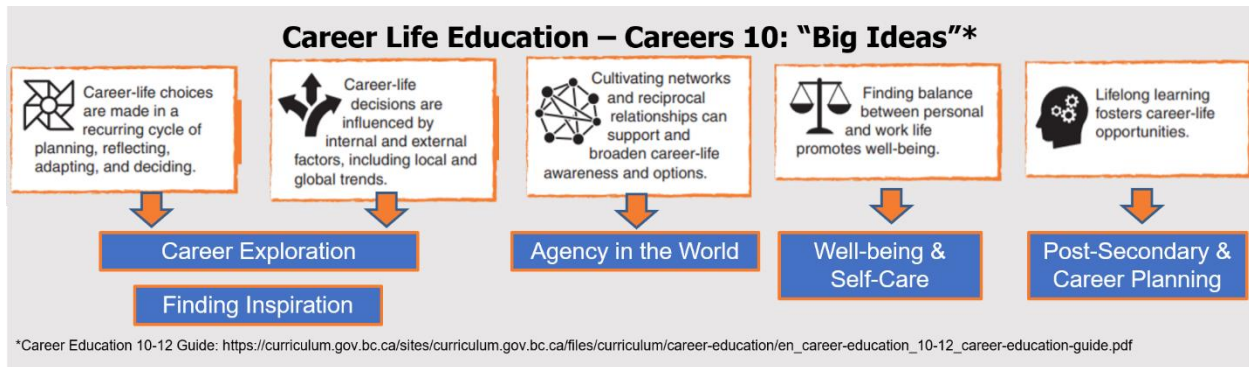 Career Life Education – Careers 10: “Big Ideas”*
Career-life choices
are made in a
recurring cycle of
planning, reflecting,
adapting, and deciding.
Career-life
decisions are
influenced by
internal and external
factors, including local and
global trends.
Cultivating networks
and reciprocal
relationships can
support and
broaden career-life
awareness and options.
Finding balance
between personal
and work life
promotes well-being.
Lifelong learning
fosters career-life
opportunities.
Career Exploration
Finding Inspiration
Agency in the World
Well-being &
Self-Care
Post-Secondary &
Career Planning
*Career Education 10-12 Guide: https://curriculum.gov.bc.ca/sites/curriculum.gov.bc.ca/files/curriculum/career-education/en_career-education_10-12_career-education-guide.pdf